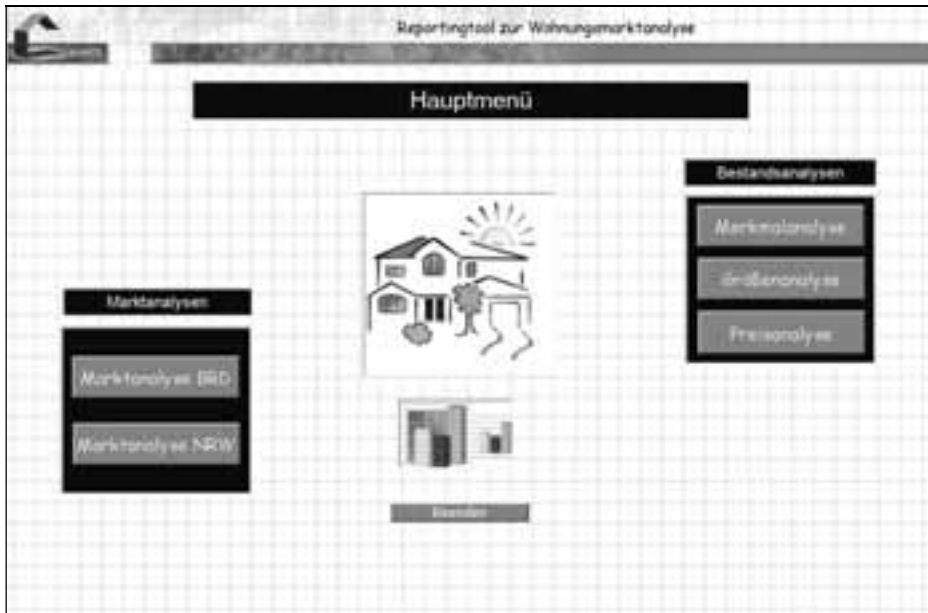 Reportingtool zur Wohnungsmarktanalyse
Hauptmenü
Bestandsanalysen
Merkmalanalyse
Größenanalyse
Preisanalyse
Marktanalysen
Marktanalyse BRD
Marktanalyse NRW
Beenden